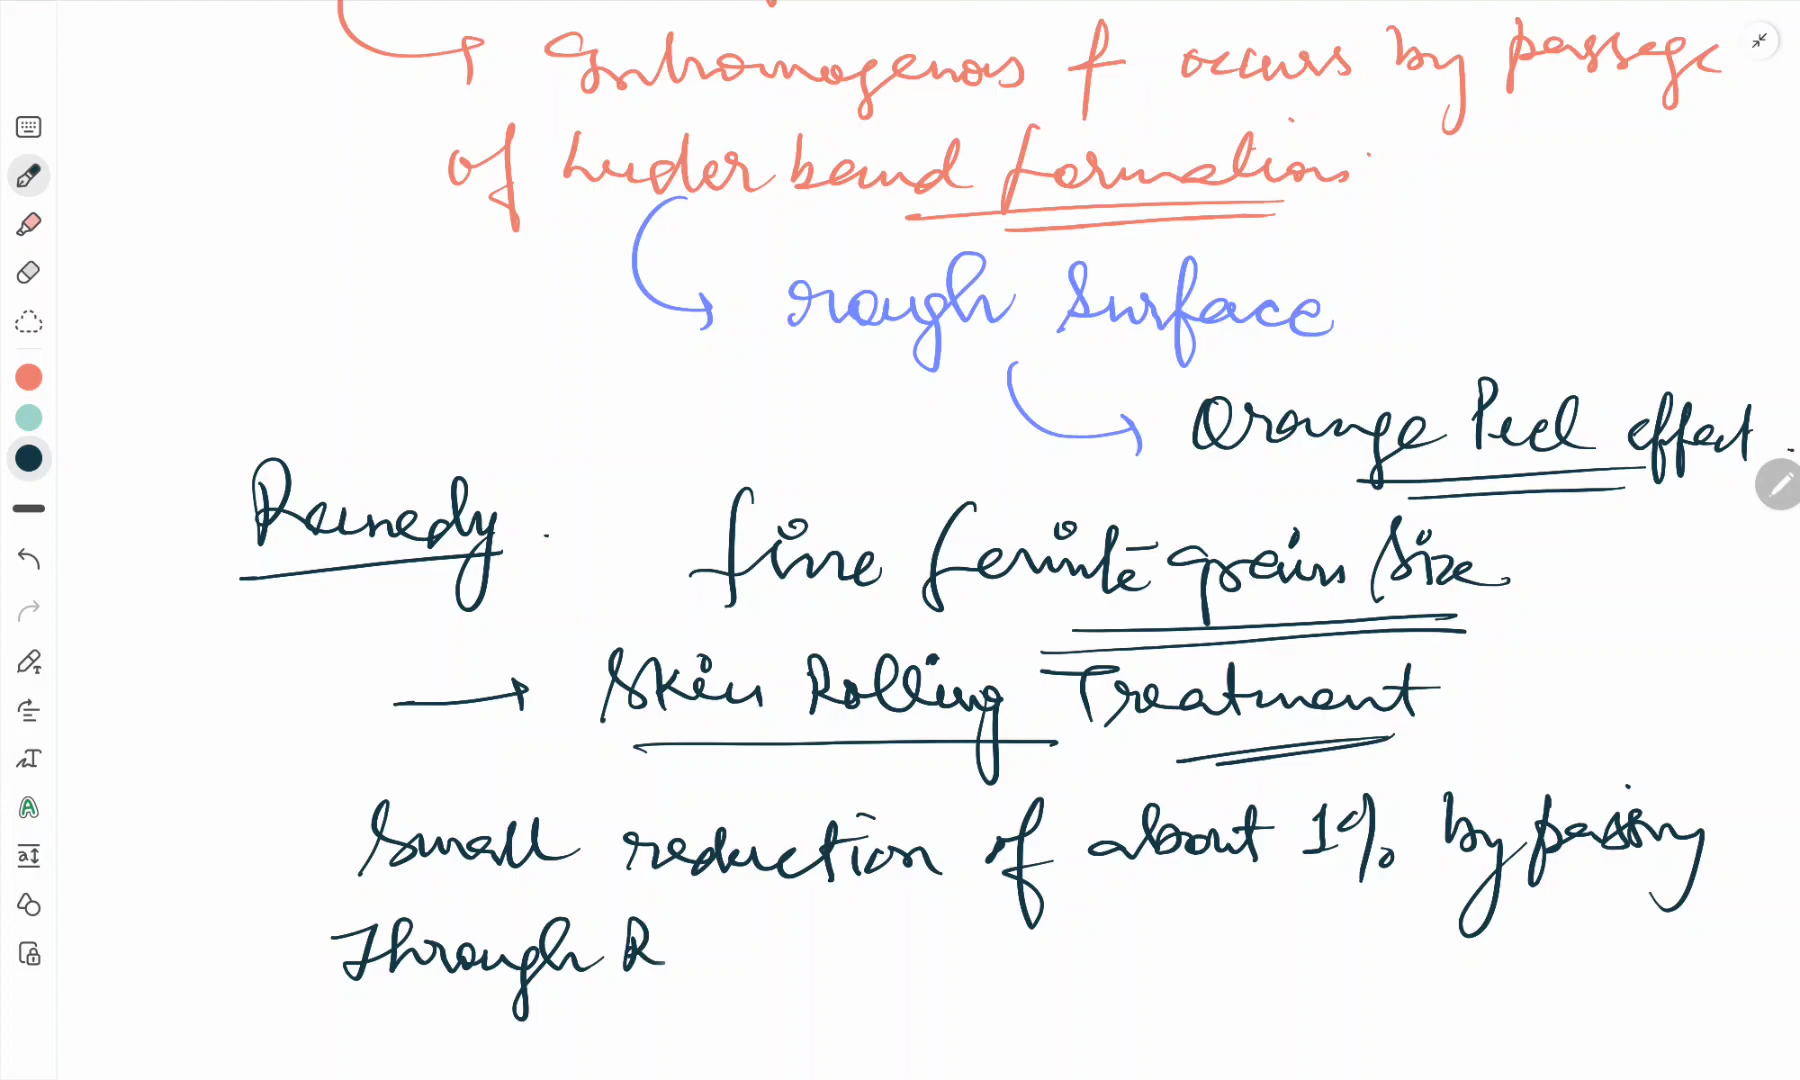 Inhomogenous f occurs by passage
of Luder band formation.
rough surface
Orange Peel effect.
Remedy. fine ferrite grain size
→ Skin Rolling Treatment
Small reduction of about 1% by passing
Through R